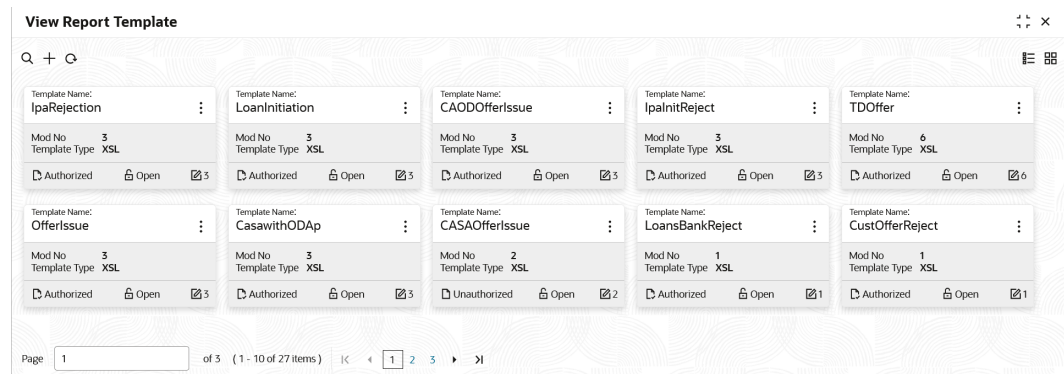 View Report Template
Template Name: Template Name: Template Name: Template Name: Template Name:
IpaRejection LoanInitiation CAODOfferIssue IpaInitReject TDOffer
Mod No 3 Mod No 3 Mod No 3 Mod No 3 Mod No 6
Template Type XSL Template Type XSL Template Type XSL Template Type XSL Template Type XSL
Authorized Open 3 Authorized Open 3 Authorized Open 3 Authorized Open 3 Authorized Open 6
Template Name: Template Name: Template Name: Template Name: Template Name:
OfferIssue CasawithODAp CASAOfferIssue LoansBankReject CustOfferReject
Mod No 3 Mod No 3 Mod No 2 Mod No 1 Mod No 1
Template Type XSL Template Type XSL Template Type XSL Template Type XSL Template Type XSL
Authorized Open 3 Authorized Open 3 Unauthorized Open 2 Authorized Open 1 Authorized Open 1
Page 1 of 3 (1 - 10 of 27 items) 1 2 3